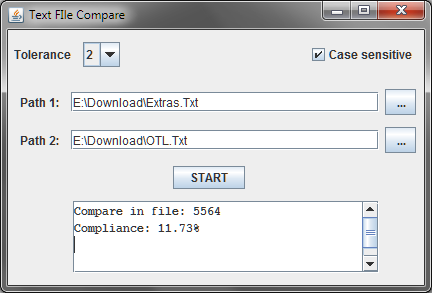 Text FIle Compare
Tolerance 2 Case sensitive
Path 1: E:\Download\Extras.Txt ...
Path 2: E:\Download\OTL.Txt ...
START
Compare in file: 5564
Compliance: 11.73%